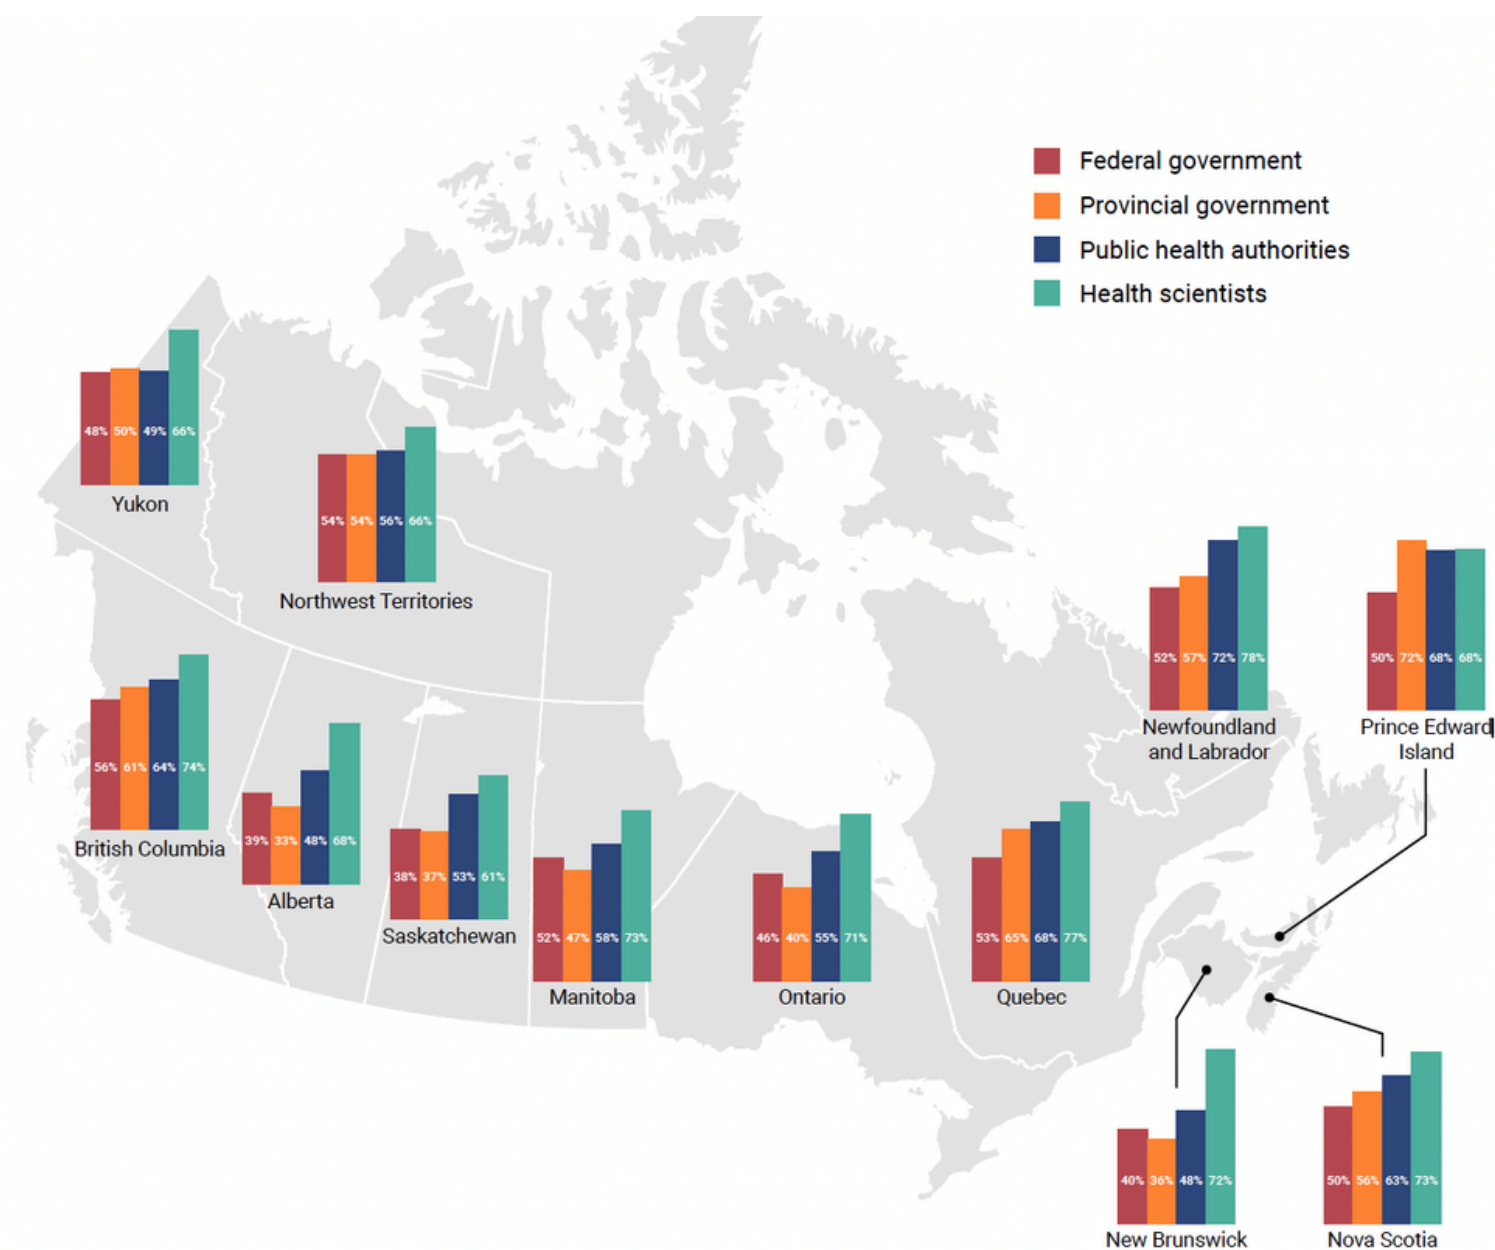 Federal government
Provincial government
Public health authorities
Health scientists
48% 50% 49% 66%
Yukon
54% 54% 56% 66%
Northwest Territories
52% 57% 72% 78%
Newfoundland
and Labrador
50% 72% 68% 68%
Prince Edward
Island
56% 61% 64% 74%
British Columbia
39% 33% 48% 68%
Alberta
38% 37% 53% 61%
Saskatchewan
52% 47% 58% 73%
Manitoba
46% 40% 55% 71%
Ontario
53% 65% 68% 77%
Quebec
40% 36% 48% 72%
New Brunswick
50% 56% 63% 73%
Nova Scotia